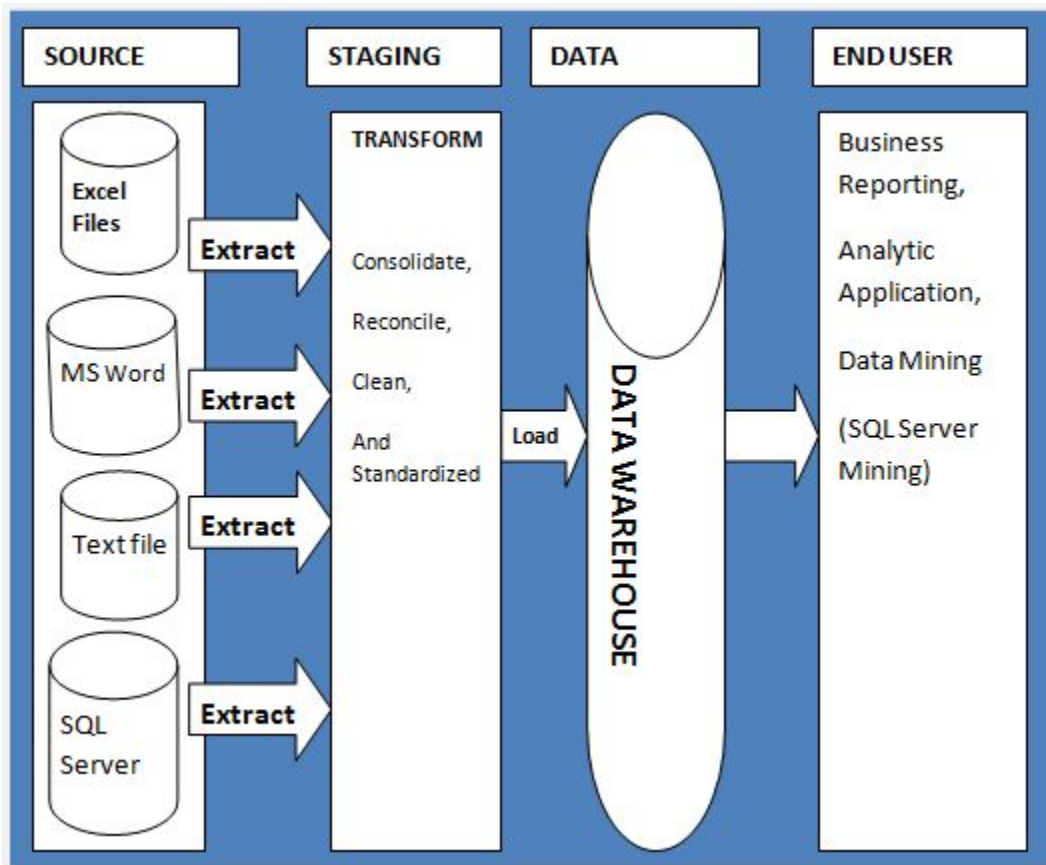 SOURCE
STAGING
DATA
END USER
Excel
Files
Extract
MS Word
Extract
Text file
Extract
SQL
Server
Extract
TRANSFORM
Consolidate,
Reconcile,
Clean,
And
Standardized
Load
DATA WAREHOUSE
Business
Reporting,
Analytic
Application,
Data Mining
(SQL Server
Mining)